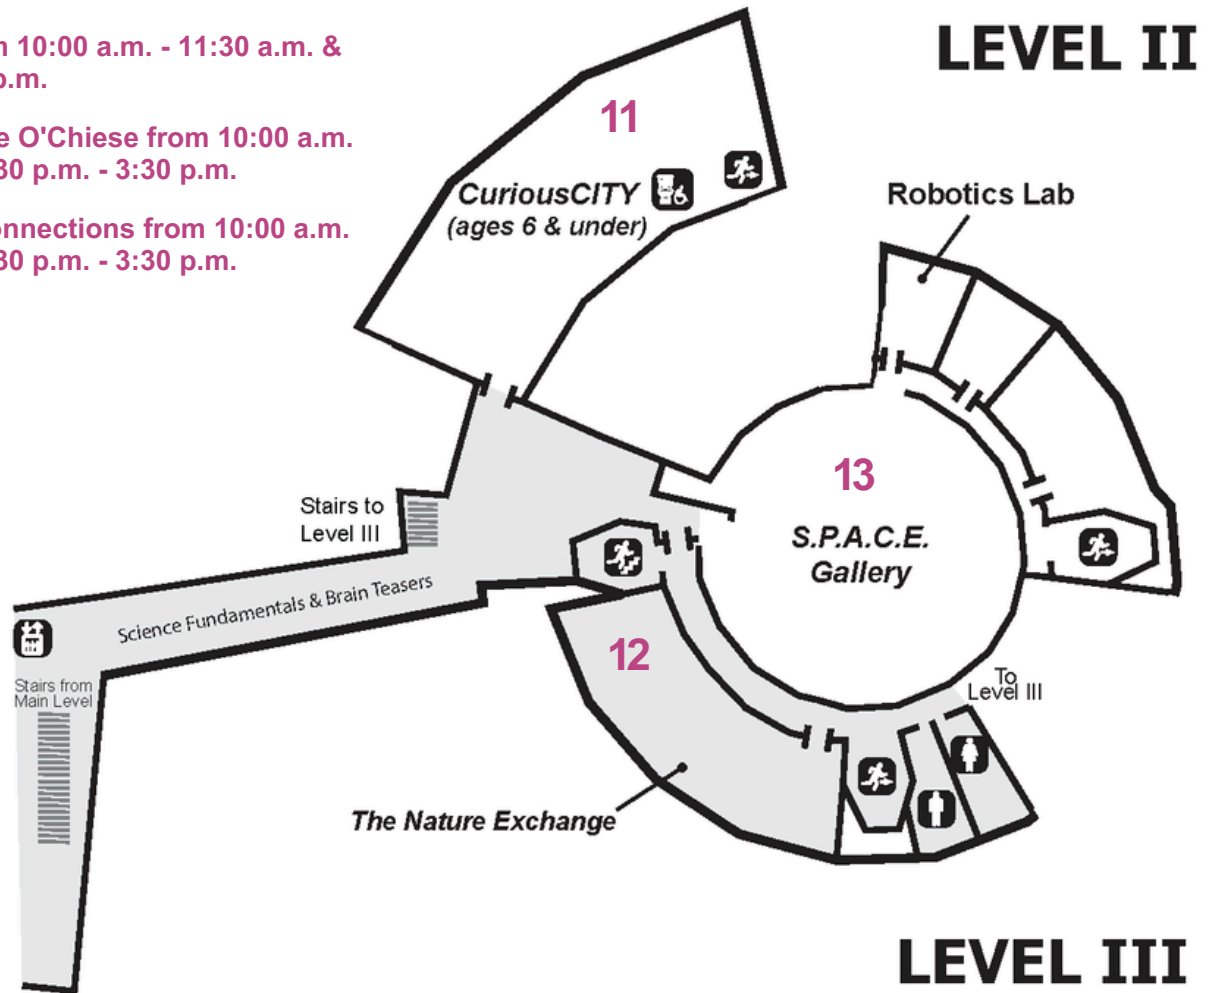 10:00 a.m. - 11:30 a.m. &
p.m.
O'Chiese from 10:00 a.m.
30 p.m. - 3:30 p.m.
from 10:00 a.m.
30 p.m. - 3:30 p.m.
LEVEL II
11
CuriousCITY
(ages 6 & under)
Robotics Lab
13
S.P.A.C.E.
Gallery
Stairs to
Level III
Science Fundamentals & Brain Teasers
12
Stairs from
Main Level
To
Level III
The Nature Exchange
LEVEL III